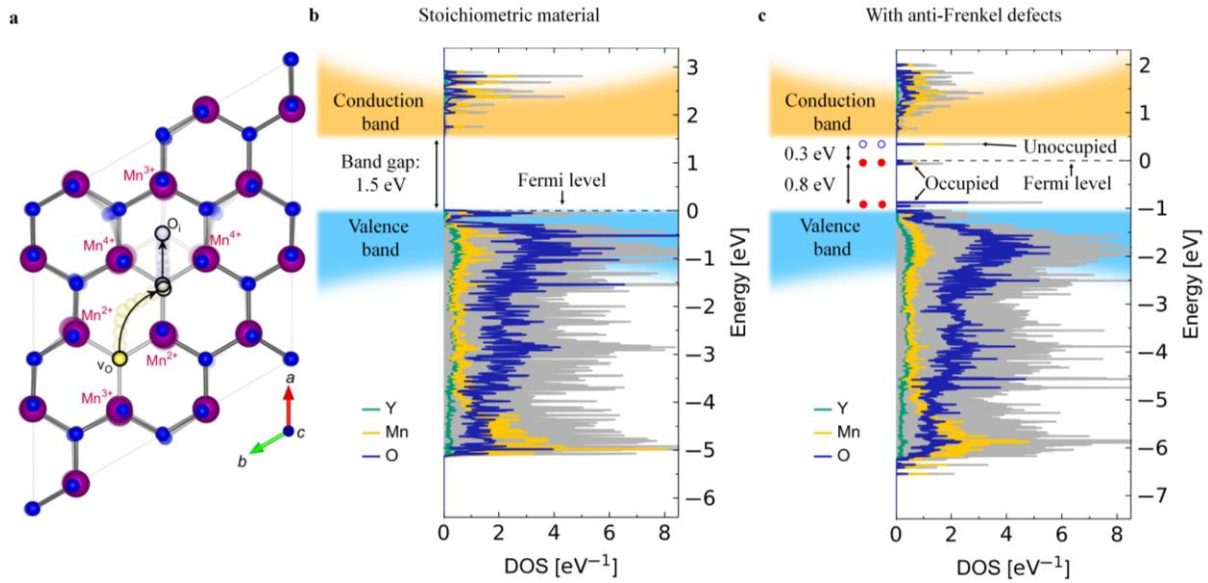 a
Mn3+
Oi
Mn4+
Mn4+
Mn2+
vO
Mn2+
Mn3+
a
c
b
b
Stoichiometric material
Conduction
band
Band gap:
1.5 eV
Fermi level
Valence
band
3
2
1
0
−1
−2
−3
−4
−5
−6
Energy [eV]
Y
Mn
O
0 2 4 6 8
DOS [eV−1]
c
With anti-Frenkel defects
Conduction
band
0.3 eV
Unoccupied
0.8 eV
Occupied
Fermi level
Valence
band
2
1
0
−1
−2
−3
−4
−5
−6
−7
Energy [eV]
Y
Mn
O
0 2 4 6 8
DOS [eV−1]